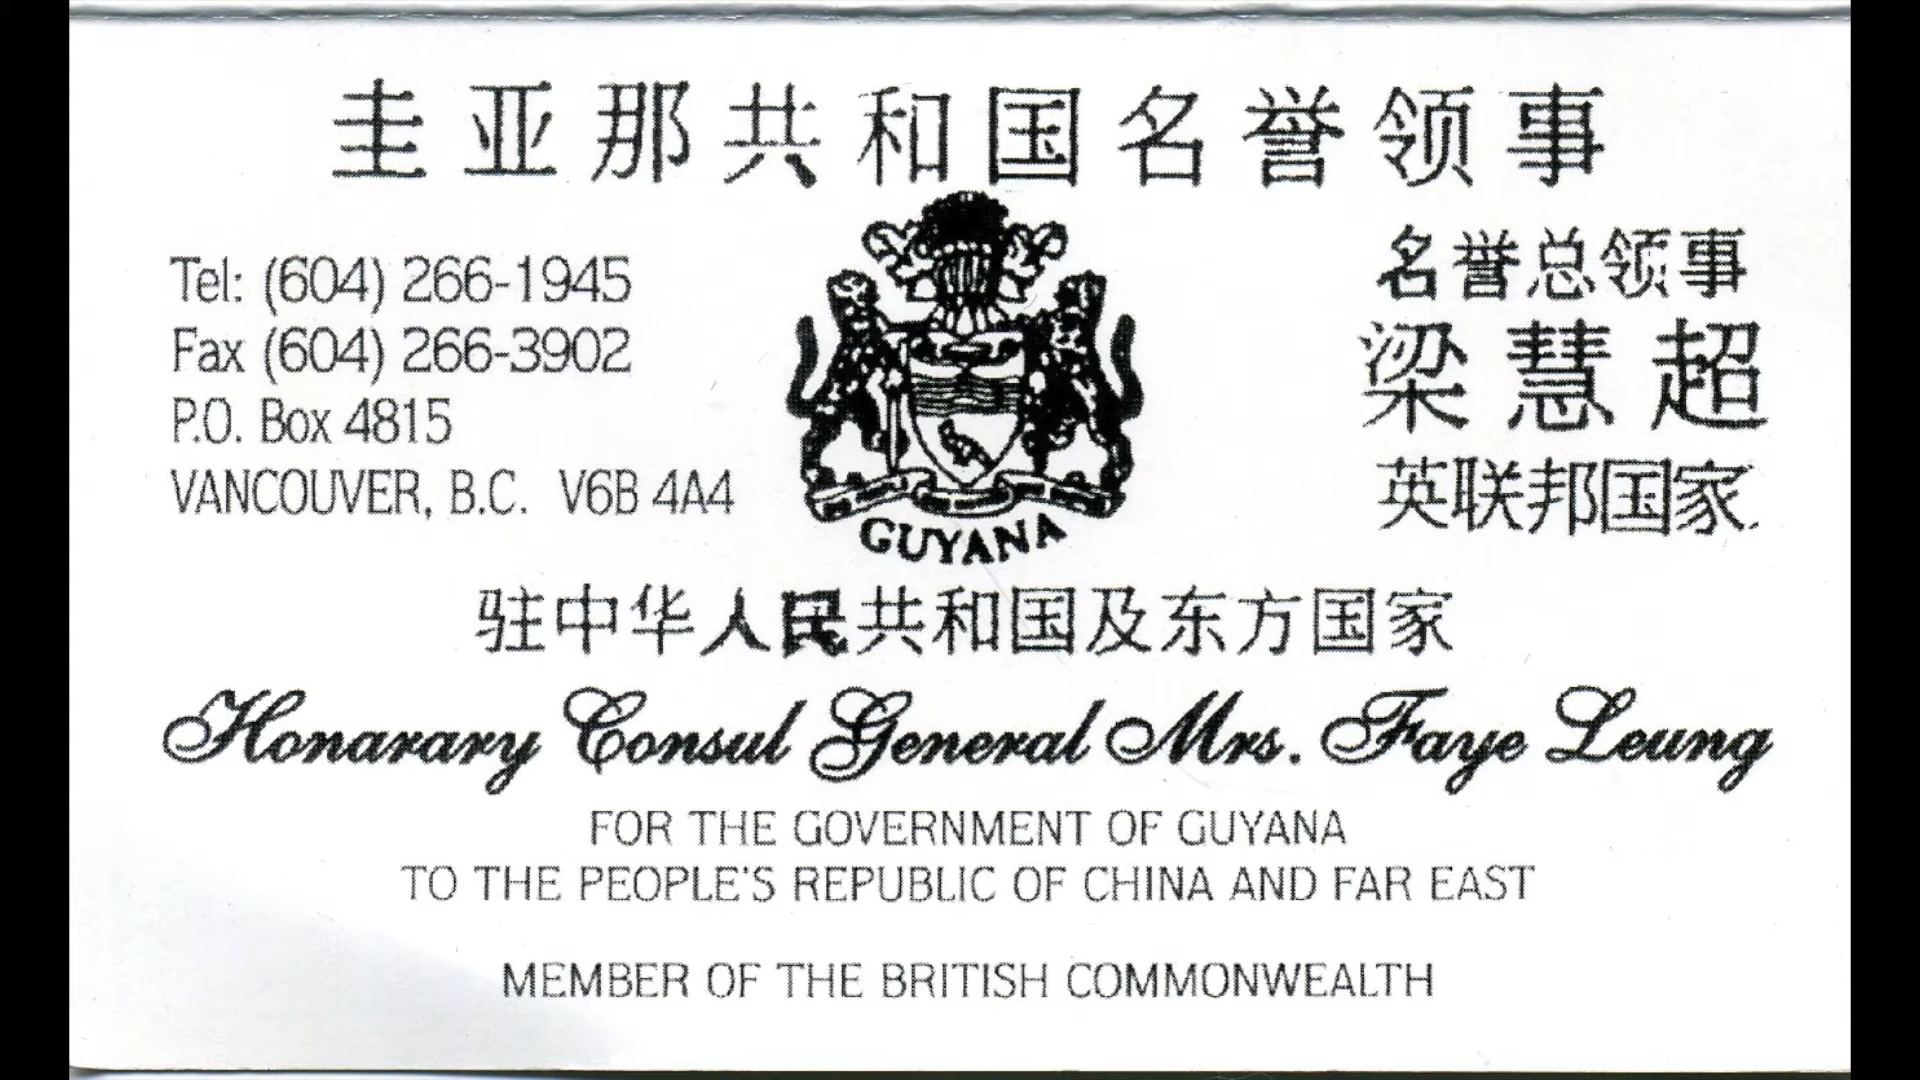 圭亚那共和国名誉领事
Tel: (604) 266-1945
Fax (604) 266-3902
P.O. Box 4815
VANCOUVER, B.C. V6B 4A4
GUYANA
名誉总领事
梁慧超
英联邦国家.
驻中华人民共和国及东方国家
Honarary Consul General Mrs. Faye Leung
FOR THE GOVERNMENT OF GUYANA
TO THE PEOPLE'S REPUBLIC OF CHINA AND FAR EAST
MEMBER OF THE BRITISH COMMONWEALTH